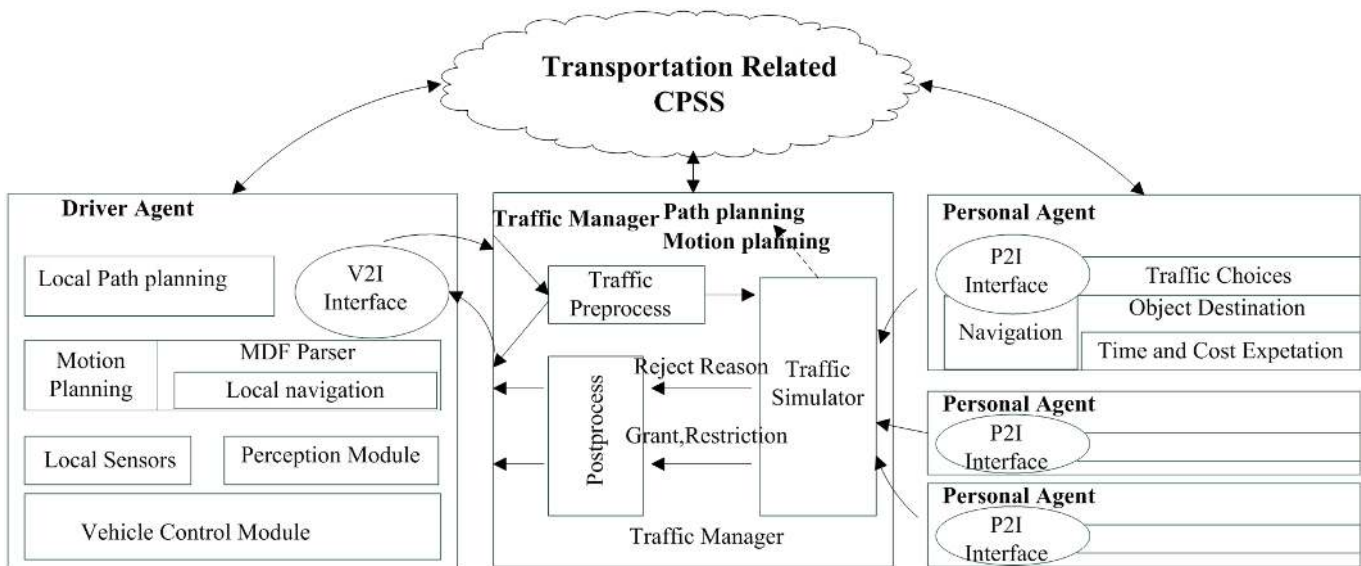 Transportation Related
CPSS
Driver Agent
Local Path planning
V2I
Interface
Motion
Planning
MDF Parser
Local navigation
Local Sensors
Perception Module
Vehicle Control Module
Traffic Manager
Path planning
Motion planning
Traffic
Preprocess
Reject Reason
Grant,Restriction
Postprocess
Traffic
Simulator
Traffic Manager
Personal Agent
P2I
Interface
Traffic Choices
Object Destination
Navigation
Time and Cost Expetation
Personal Agent
P2I
Interface
Personal Agent
P2I
Interface